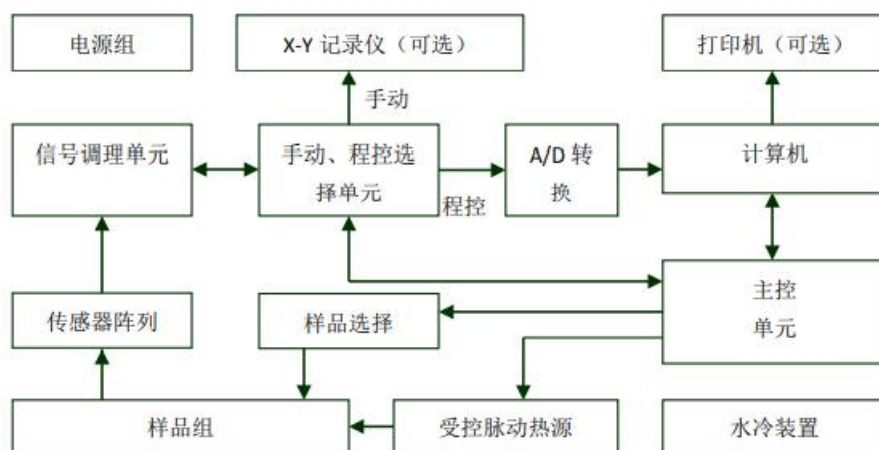 电源组
X-Y 记录仪（可选）
打印机（可选）
手动
信号调理单元
手动、程控选
择单元
程控
A/D 转
换
计算机
主控
单元
传感器阵列
样品选择
样品组
受控脉动热源
水冷装置